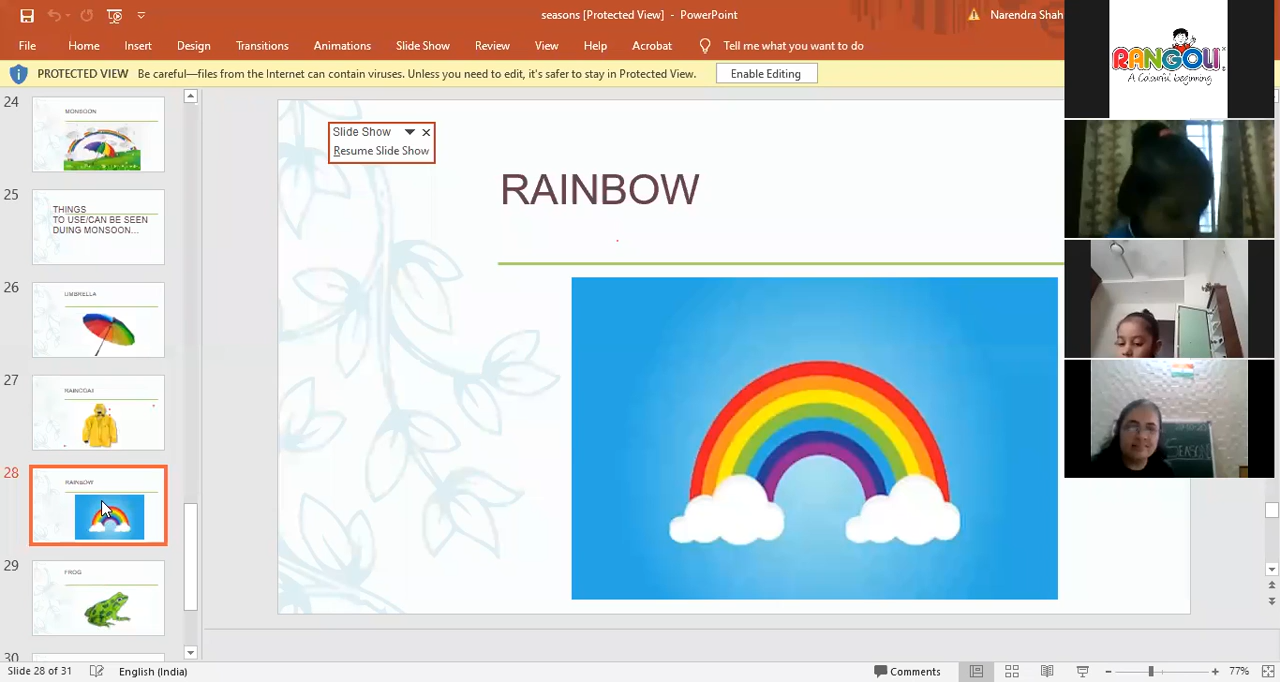 seasons [Protected View] - PowerPoint
Narendra Shah
File Home Insert Design Transitions Animations Slide Show Review View Help Acrobat Tell me what you want to do
PROTECTED VIEW Be careful—files from the Internet can contain viruses. Unless you need to edit, it's safer to stay in Protected View. Enable Editing
RANGOLI
A Colourful beginning
24
MONSOON
25
THINGS
TO USE/CAN BE SEEN
DUING MONSOON...
26
UMBRELLA
27
RAINCOAT
28
RAINBOW
29
FROG
30
Slide Show
Resume Slide Show
RAINBOW
SEASON
Slide 28 of 31 English (India) Comments 77%